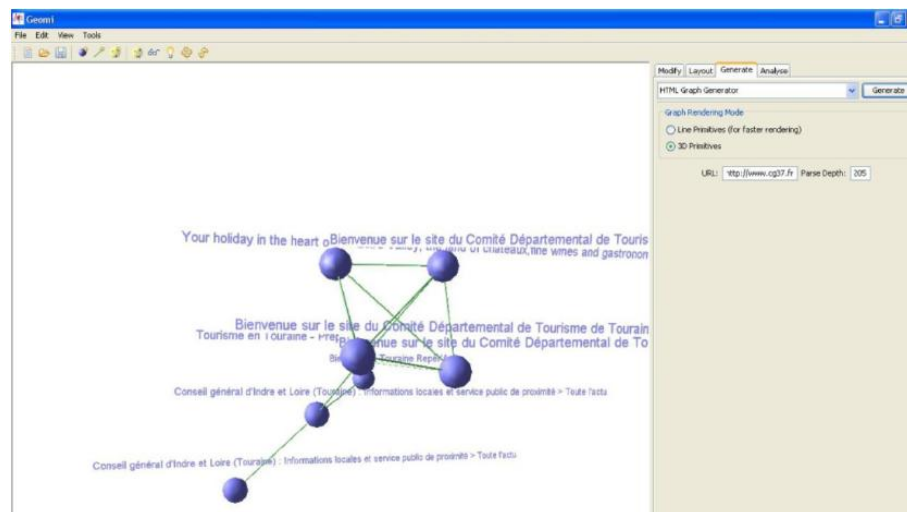 Geomi
File Edit View Tools
Modify Layout Generate Analyse
HTML Graph Generator Generate
Graph Rendering Mode
Line Primitives (for faster rendering)
3D Primitives
URL: http://www.cg37.fr Parse Depth: 205
Your holiday in the heart o
Bienvenue sur le site du Comité Départemental de Touris
the land of chateaux,fine wines and gastronom
Bienvenue sur le site du Comité Départemental de Tourisme de Tourain
Tourisme en Touraine -
sur le site du Comité Départemental de To
Touraine
Conseil général d'Indre et Loire (Touraine) : Informations locales et service public de proximité > Toute l'actu
Conseil général d'Indre et Loire (Touraine) : Informations locales et service public de proximité > Toute l'actu